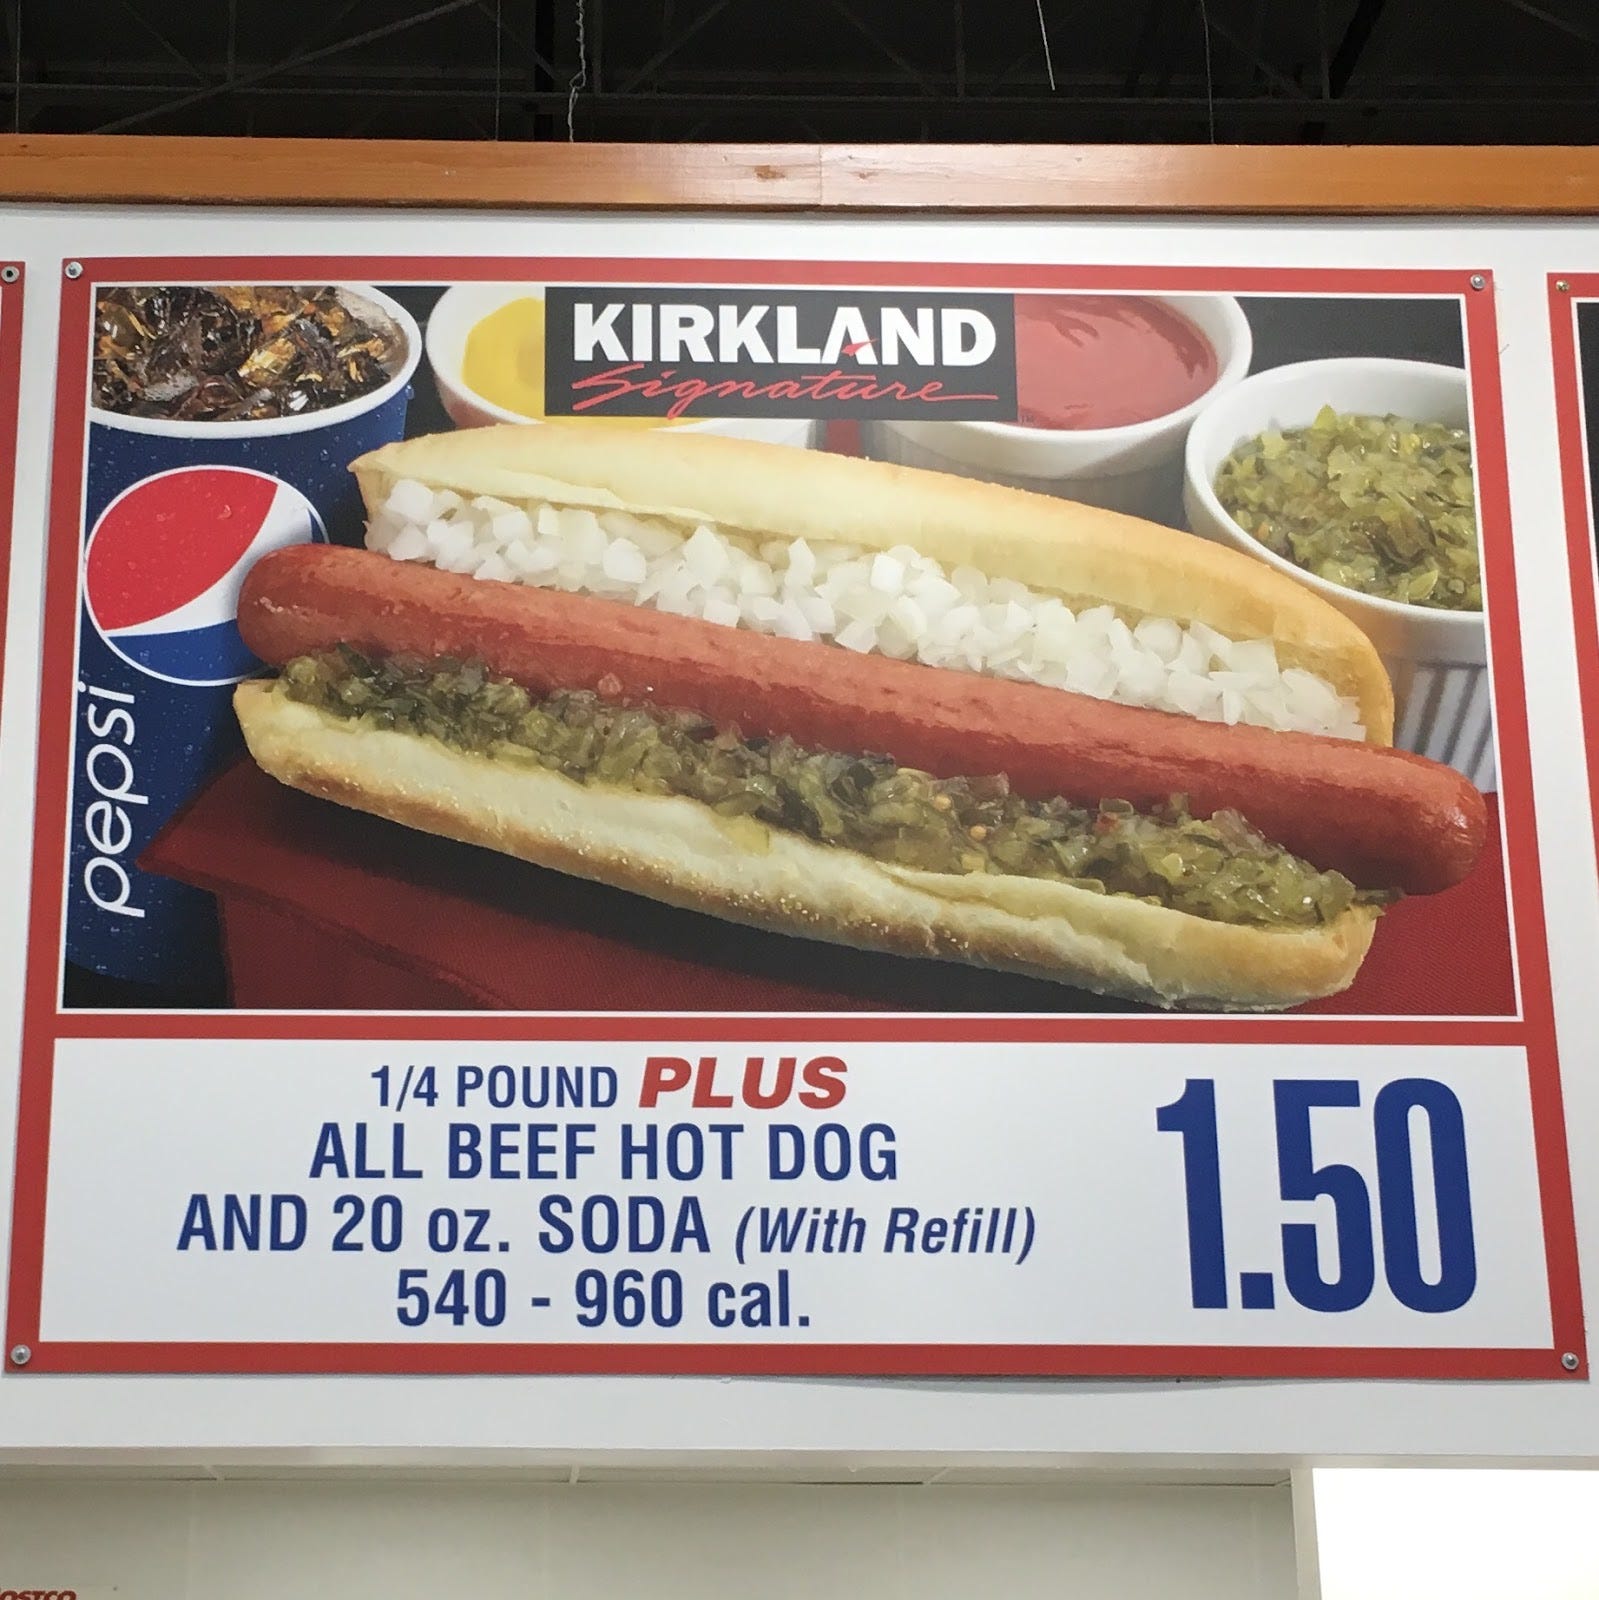 KIRKLAND
Signature
TM
pepsi
1/4 POUND PLUS
ALL BEEF HOT DOG
AND 20 oz. SODA (With Refill)
540 - 960 cal.
1.50